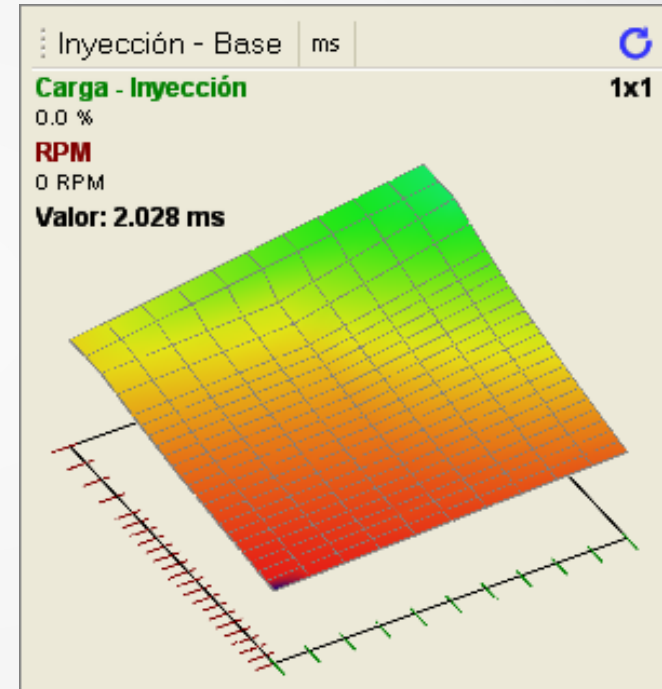 Inyección - Base ms
Carga - Inyección 1x1
0.0 %
RPM
0 RPM
Valor: 2.028 ms